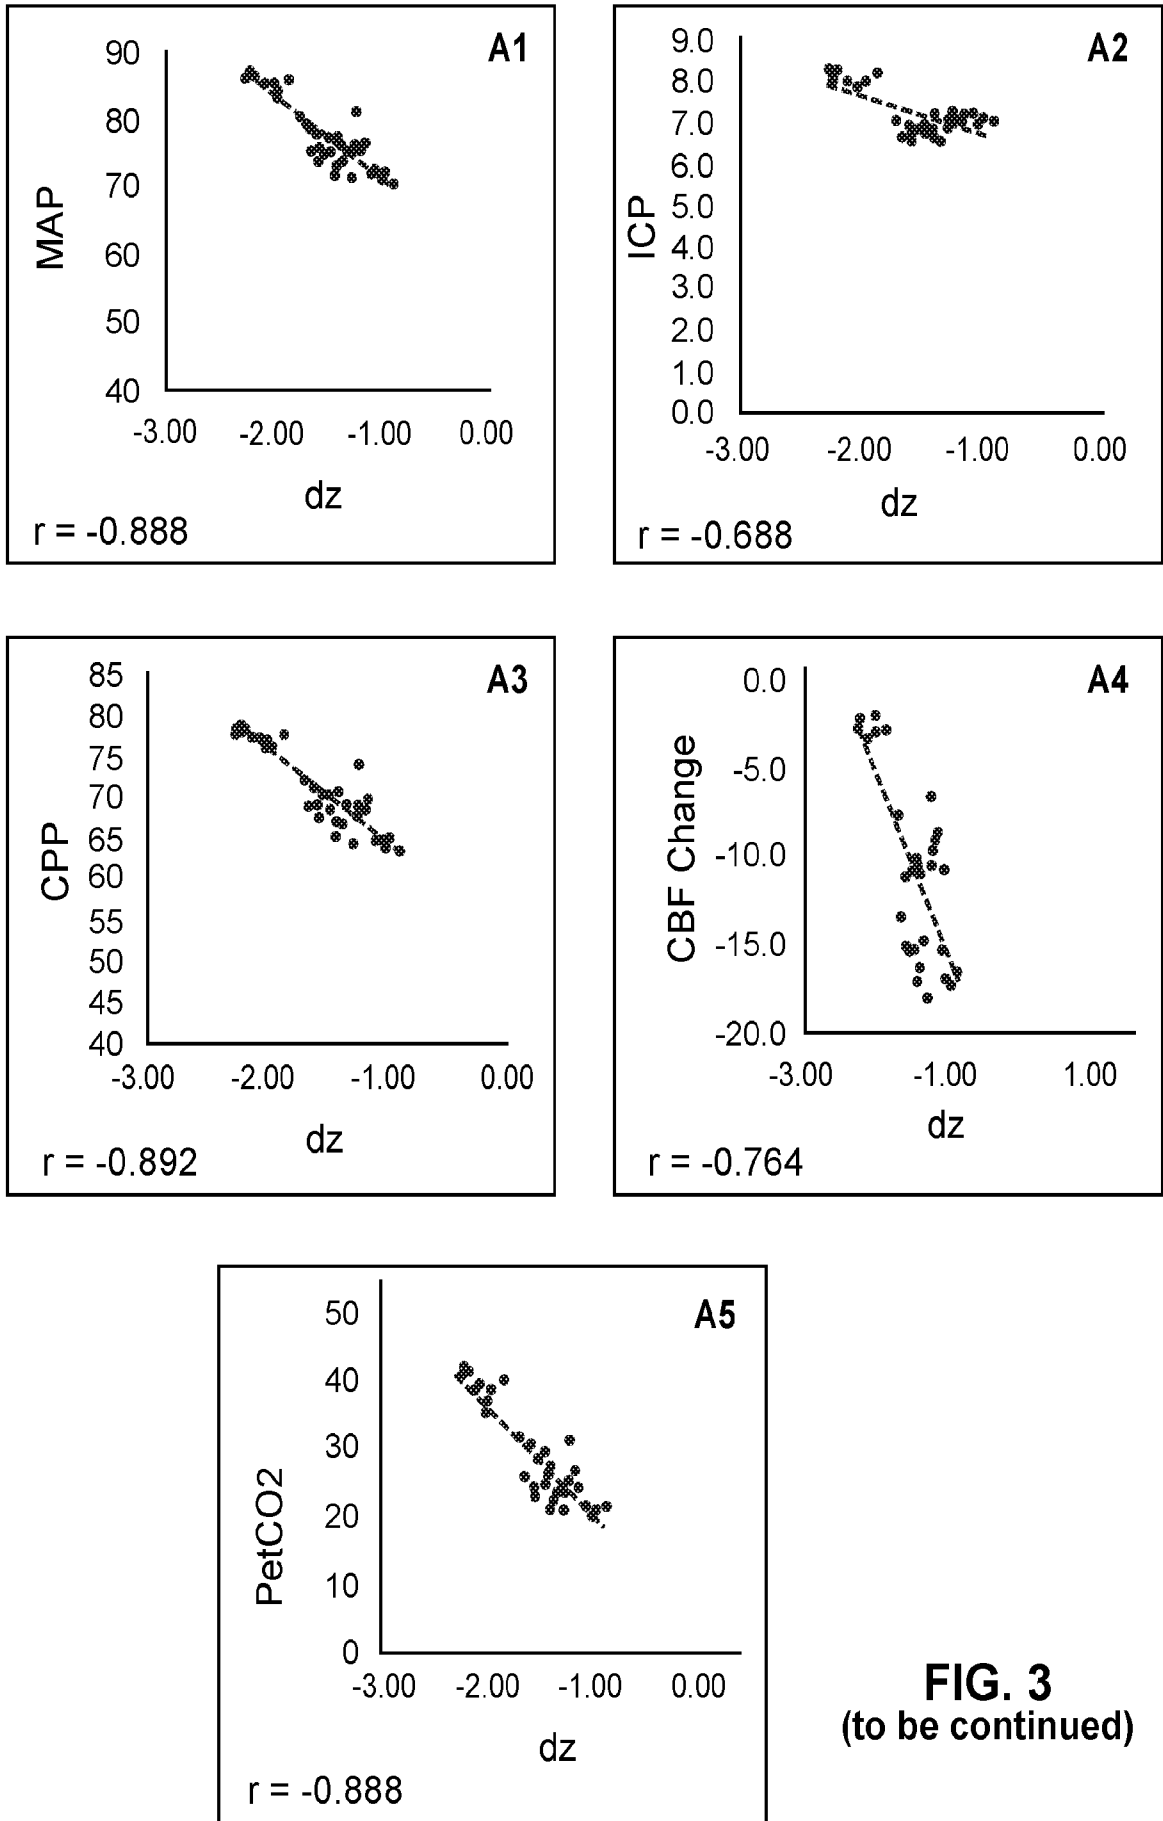 A1
MAP
90
80
70
60
50
40
-3.00 -2.00 -1.00 0.00
dz
r = -0.888
A2
ICP
9.0
8.0
7.0
6.0
5.0
4.0
3.0
2.0
1.0
0.0
-3.00 -2.00 -1.00 0.00
dz
r = -0.688
A3
CPP
85
80
75
70
65
60
55
50
45
40
-3.00 -2.00 -1.00 0.00
dz
r = -0.892
A4
CBF Change
0.0
-5.0
-10.0
-15.0
-20.0
-3.00 -1.00 1.00
dz
r = -0.764
A5
PetCO2
50
40
30
20
10
0
-3.00 -2.00 -1.00 0.00
dz
r = -0.888
FIG. 3
(to be continued)